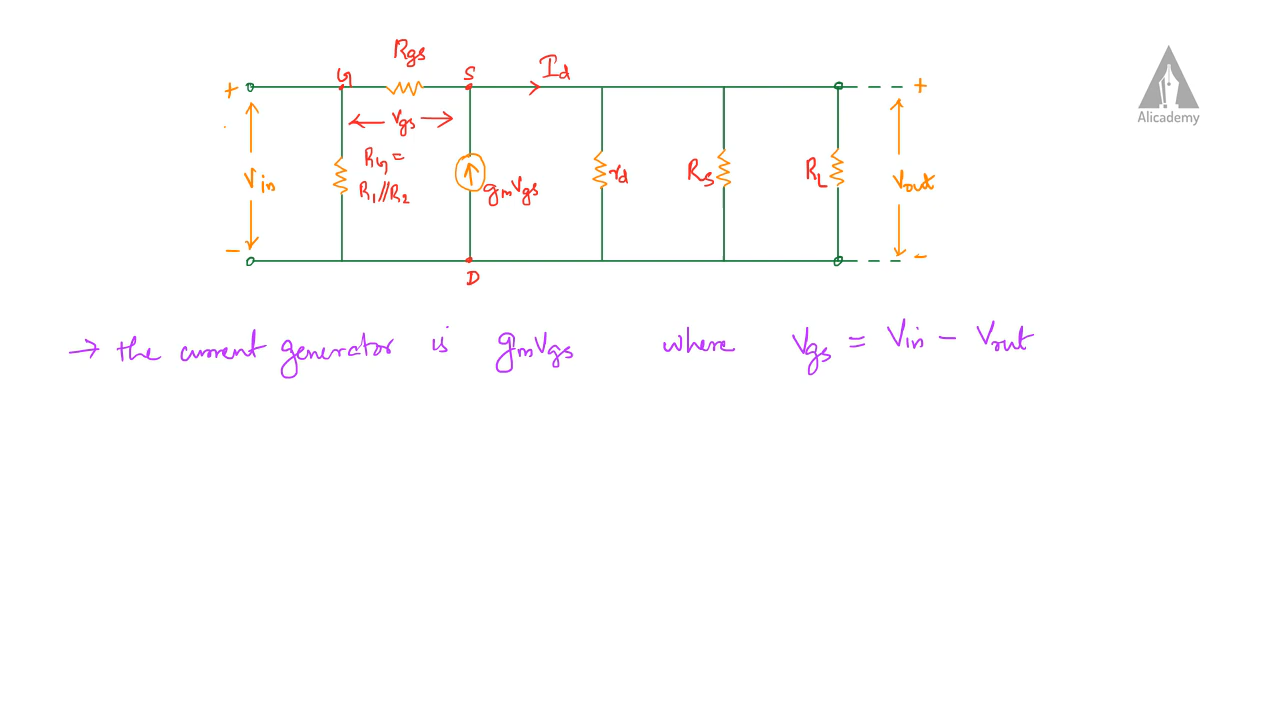 Rgs
G
S
Id
+
+
vgs
RG =
R1//R2
Vin
gmvgs
rd
RS
RL
Vout
-
-
D
Alicademy
→ the current generator is gmvgs where vgs = Vin - Vout